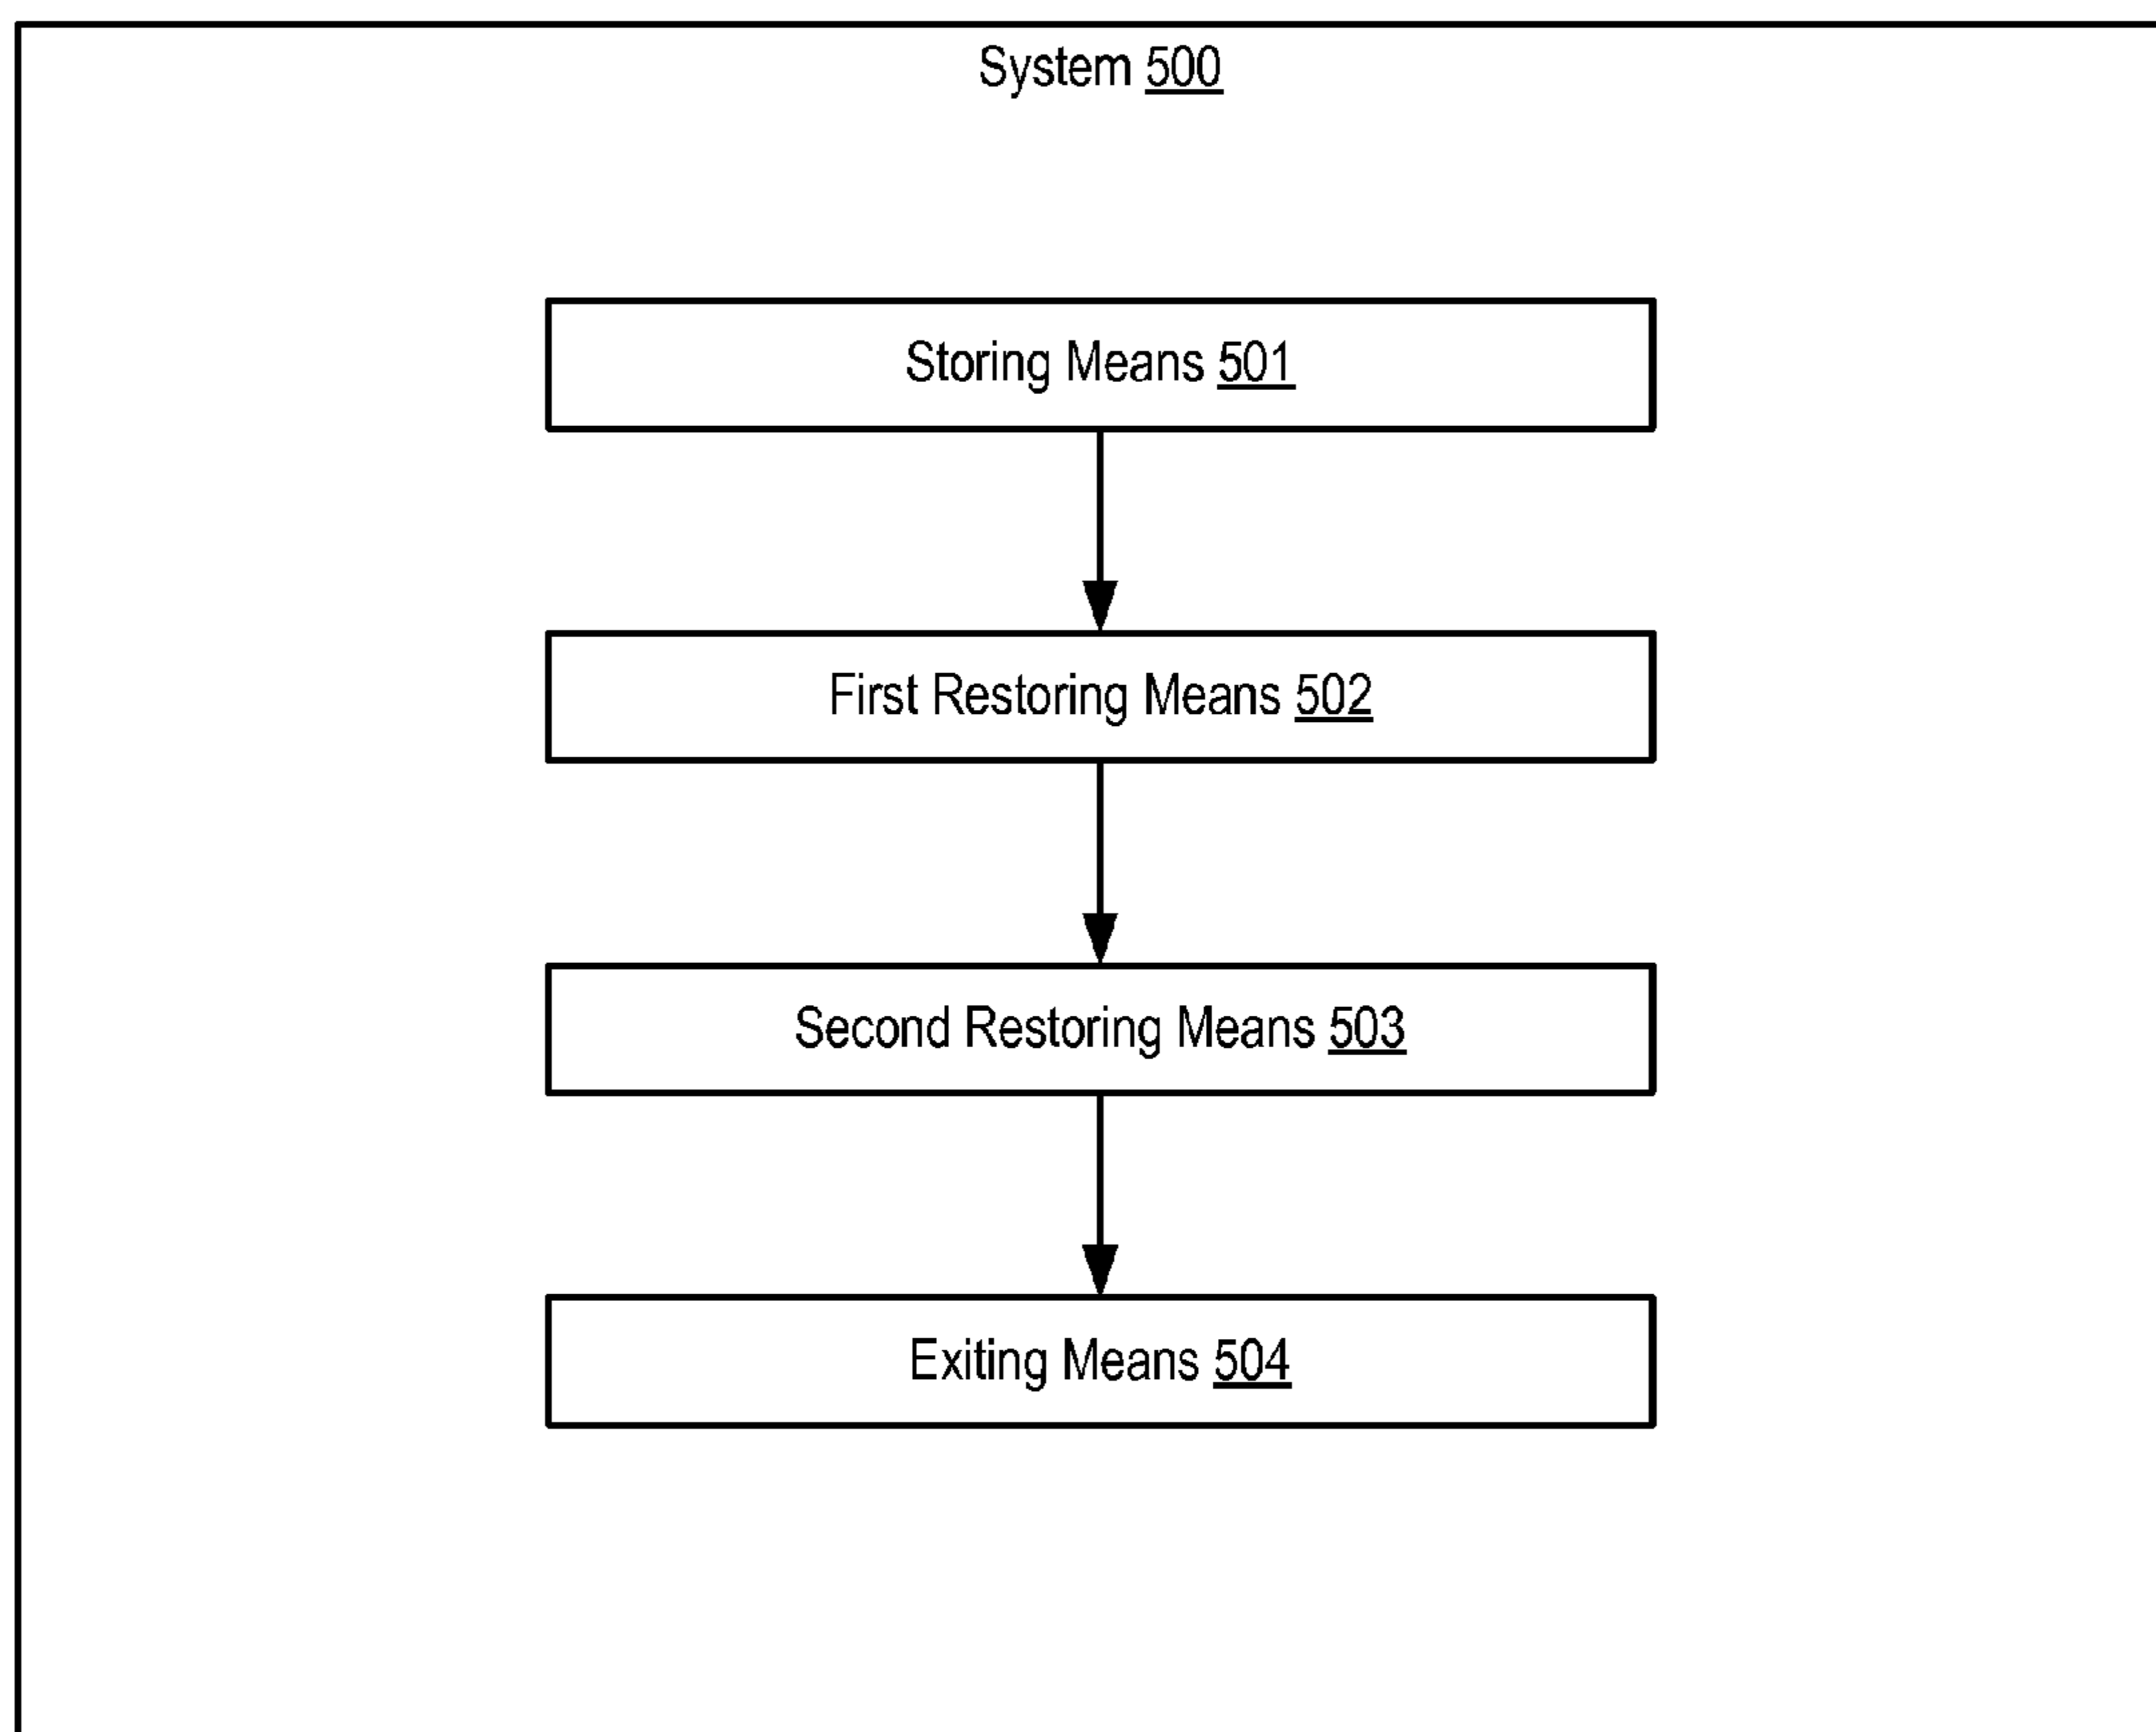 System 500
Storing Means 501
First Restoring Means 502
Second Restoring Means 503
Exiting Means 504